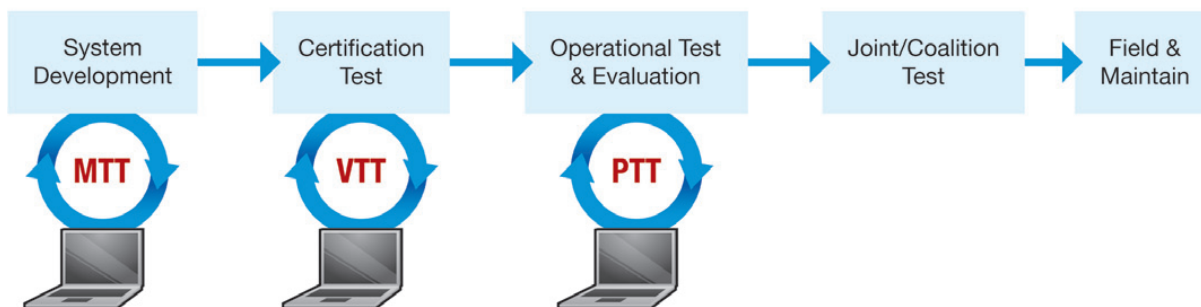 System
Development
Certification
Test
Operational Test
& Evaluation
Joint/Coalition
Test
Field &
Maintain
MTT
VTT
PTT